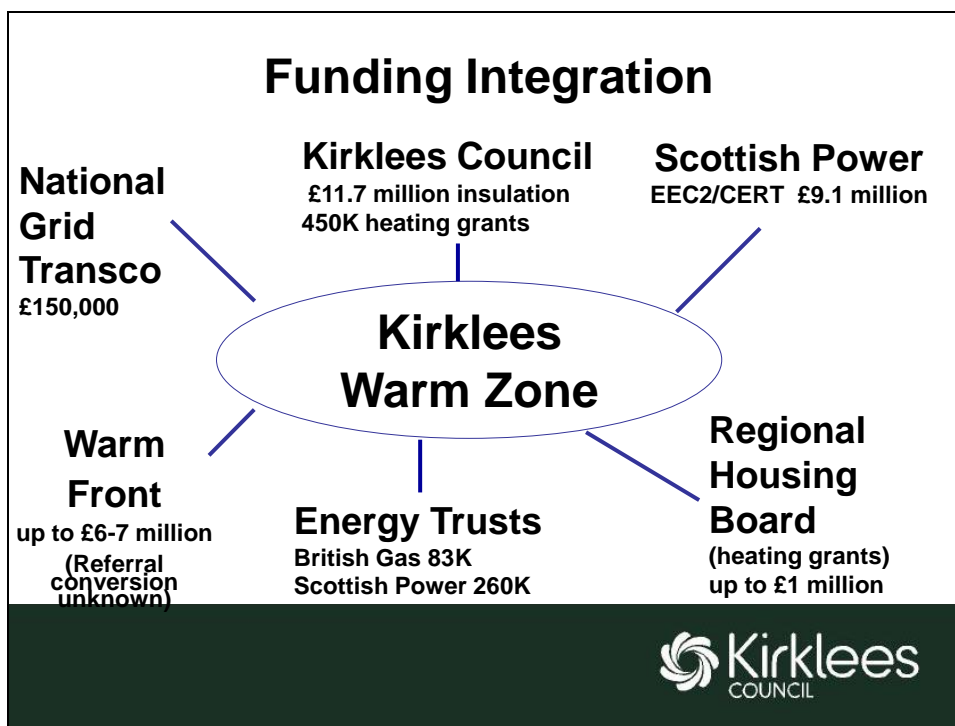 Funding Integration
National
Grid
Transco
£150,000
Kirklees Council
£11.7 million insulation
450K heating grants
Scottish Power
EEC2/CERT £9.1 million
Kirklees
Warm Zone
Warm
Front
up to £6-7 million
(Referral
conversion
unknown)
Energy Trusts
British Gas 83K
Scottish Power 260K
Regional
Housing
Board
(heating grants)
up to £1 million
Kirklees
COUNCIL